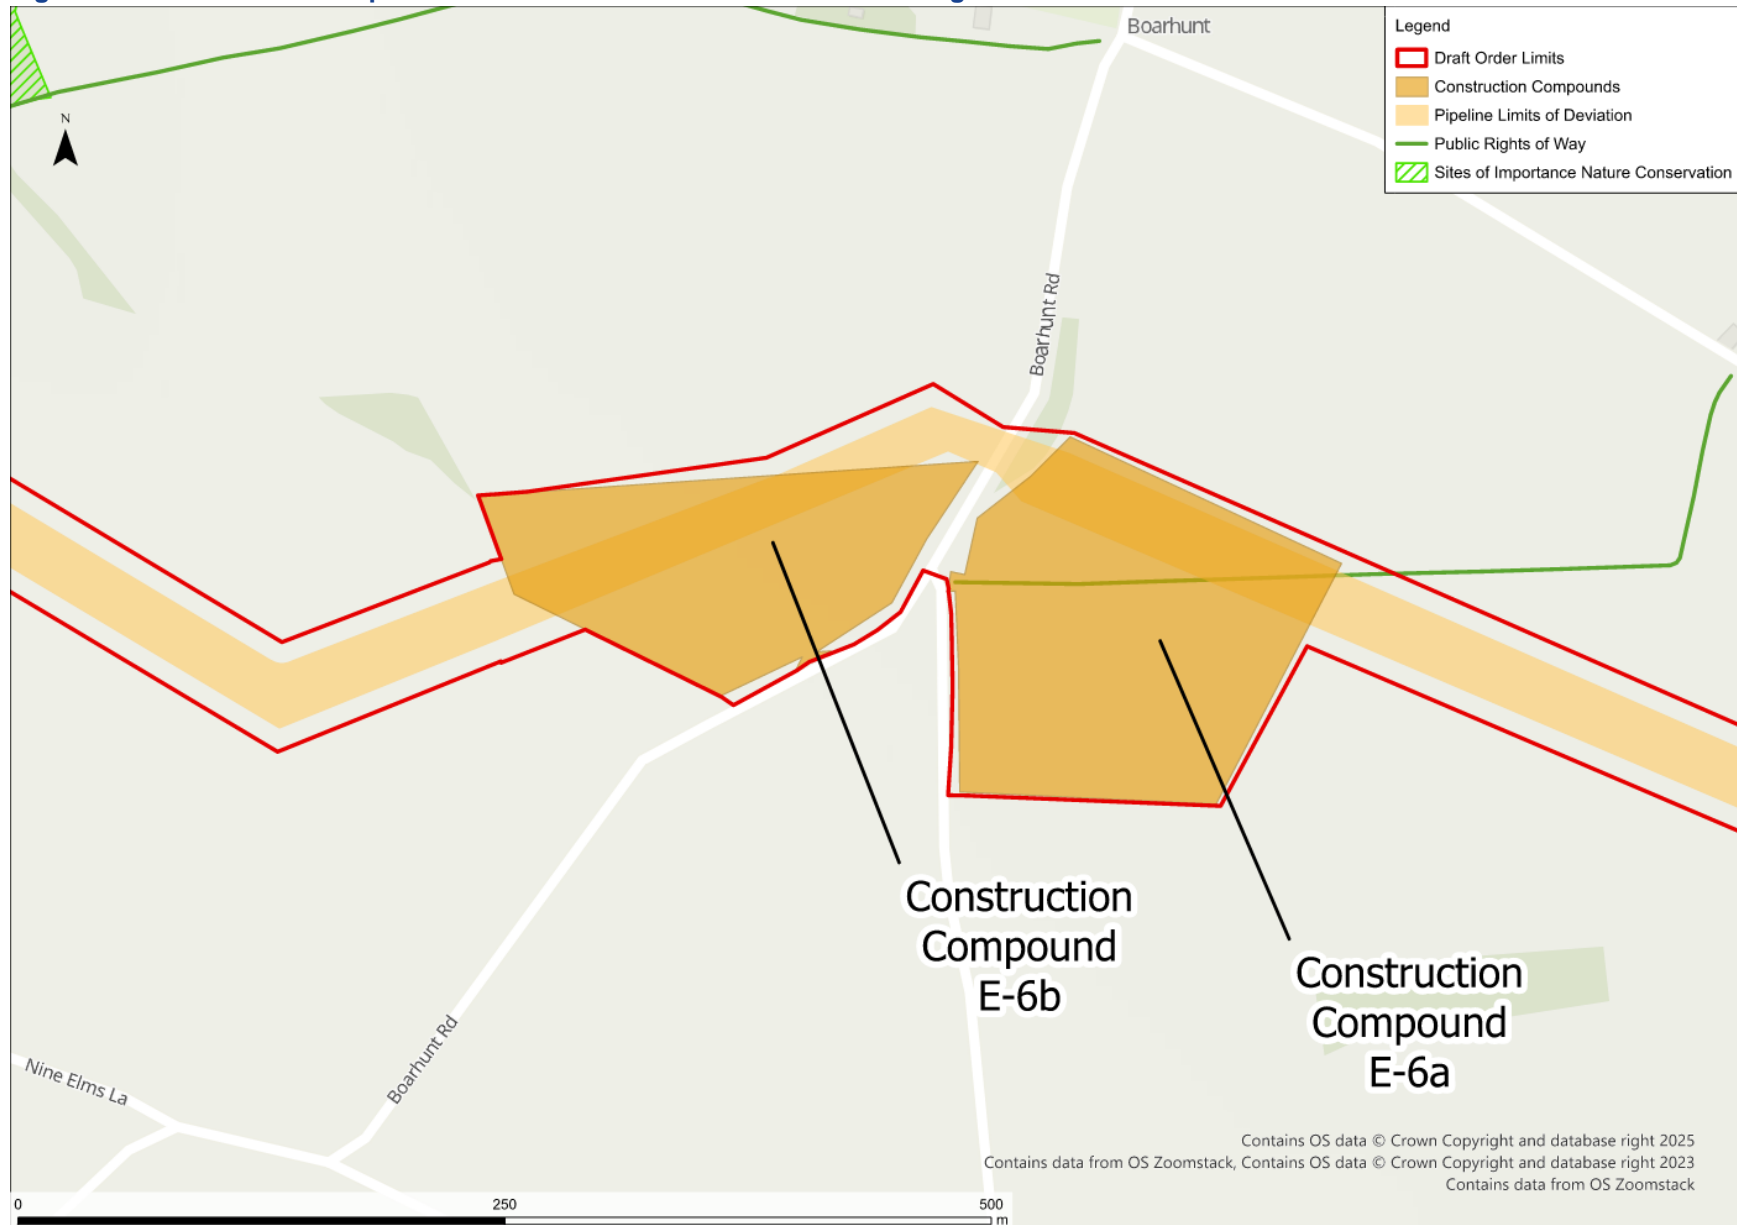 Boarhunt
Legend
Draft Order Limits
Construction Compounds
Pipeline Limits of Deviation
Public Rights of Way
Sites of Importance Nature Conservation
N
Boarhunt Rd
Construction
Compound
E-6b
Construction
Compound
E-6a
Boarhunt Rd
Nine Elms La
Contains OS data © Crown Copyright and database right 2025
Contains data from OS Zoomstack, Contains OS data © Crown Copyright and database right 2023
Contains data from OS Zoomstack
0 250 500
m